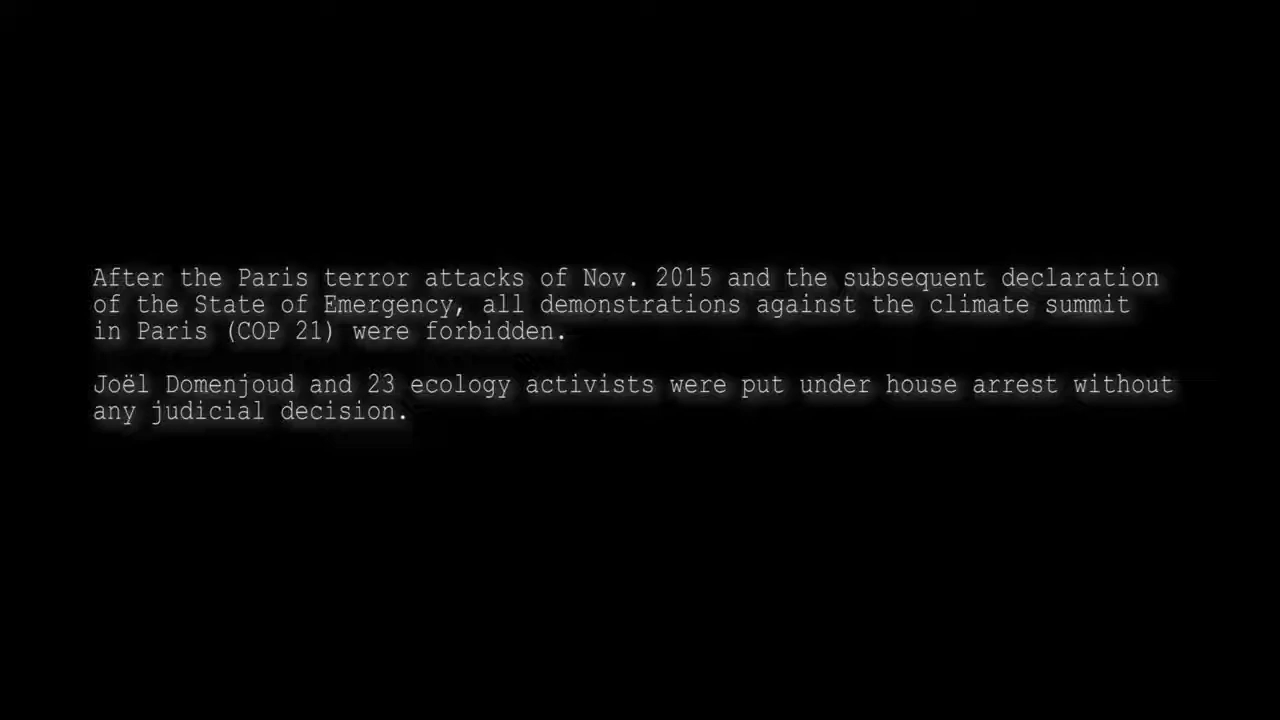 After the Paris terror attacks of Nov. 2015 and the subsequent declaration
of the State of Emergency, all demonstrations against the climate summit
in Paris (COP 21) were forbidden.
Joël Domenjoud and 23 ecology activists were put under house arrest without
any judicial decision.